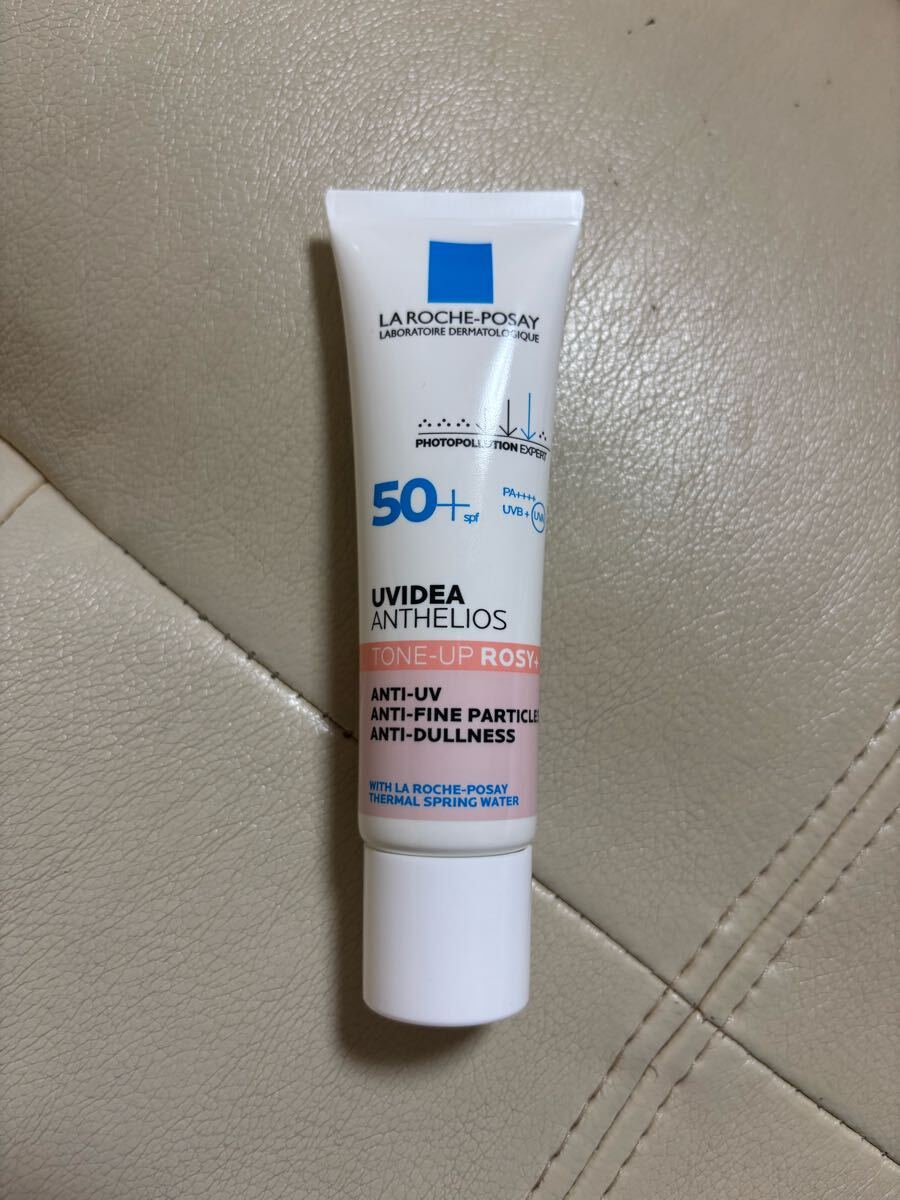 LA ROCHE-POSAY
LABORATOIRE DERMATOLOGIQUE
PHOTOPOLLUTION EXPERT
50+ spf
PA++++
UVB + UVA
UVIDEA
ANTHELIOS
TONE-UP ROSY+
ANTI-UV
ANTI-FINE PARTICLES
ANTI-DULLNESS
WITH LA ROCHE-POSAY
THERMAL SPRING WATER